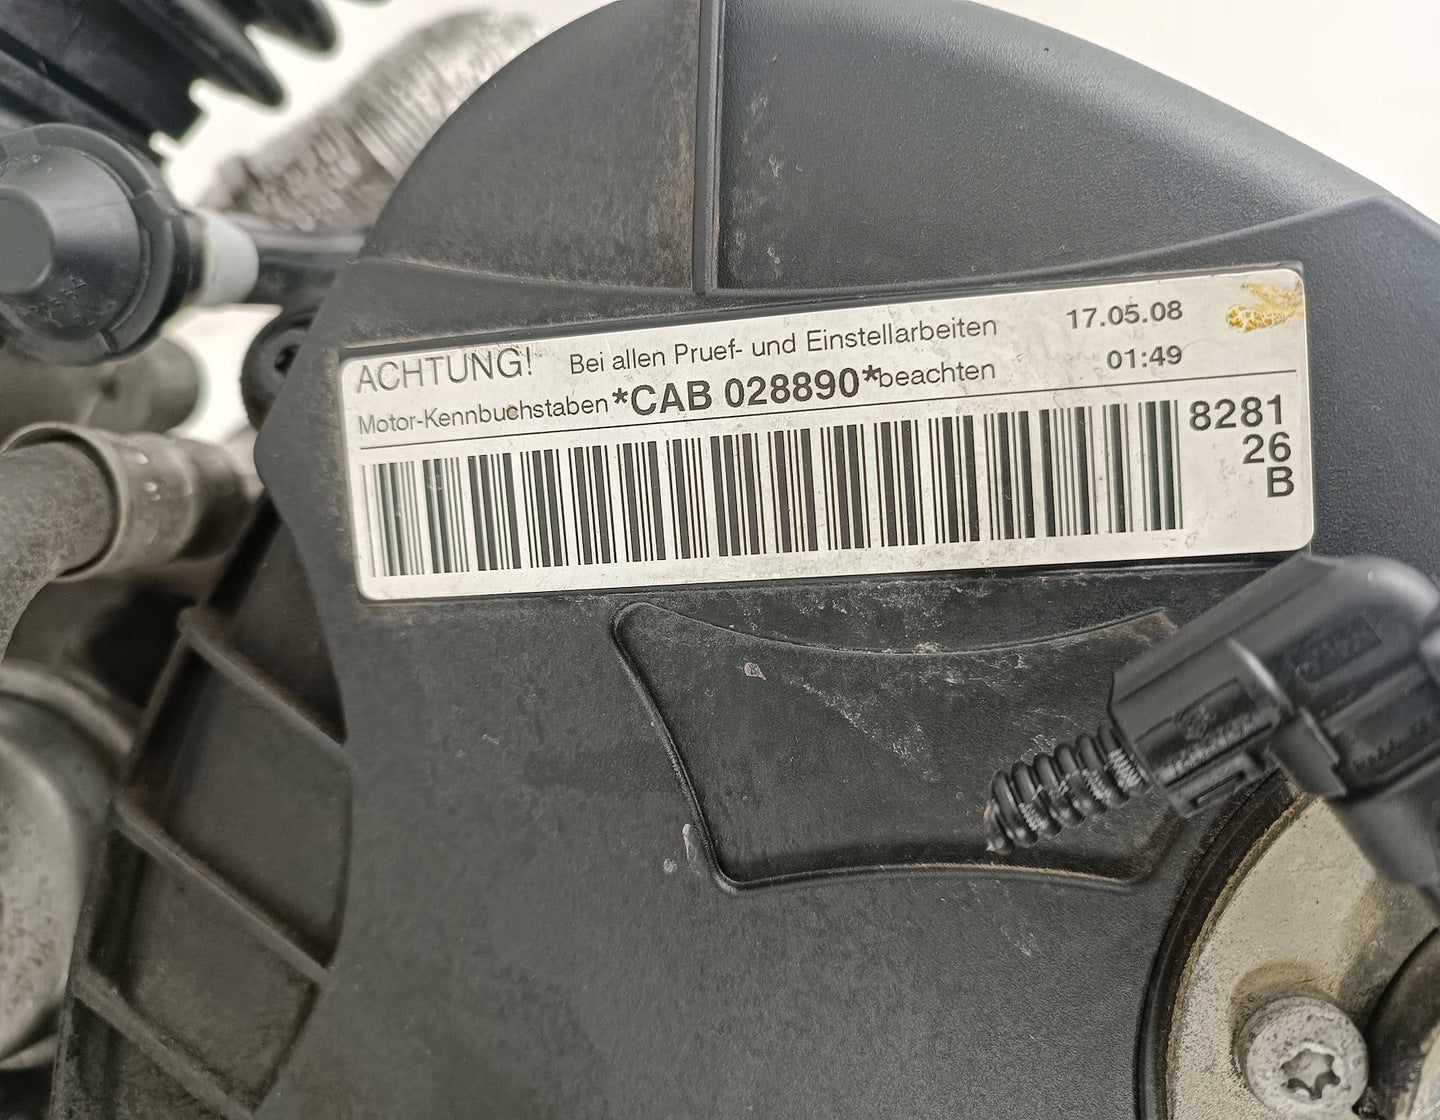 ACHTUNG! Bei allen Pruef- und Einstellarbeiten 17.05.08
Motor-Kennbuchstaben *CAB 028890* beachten 01:49
8281
26
B